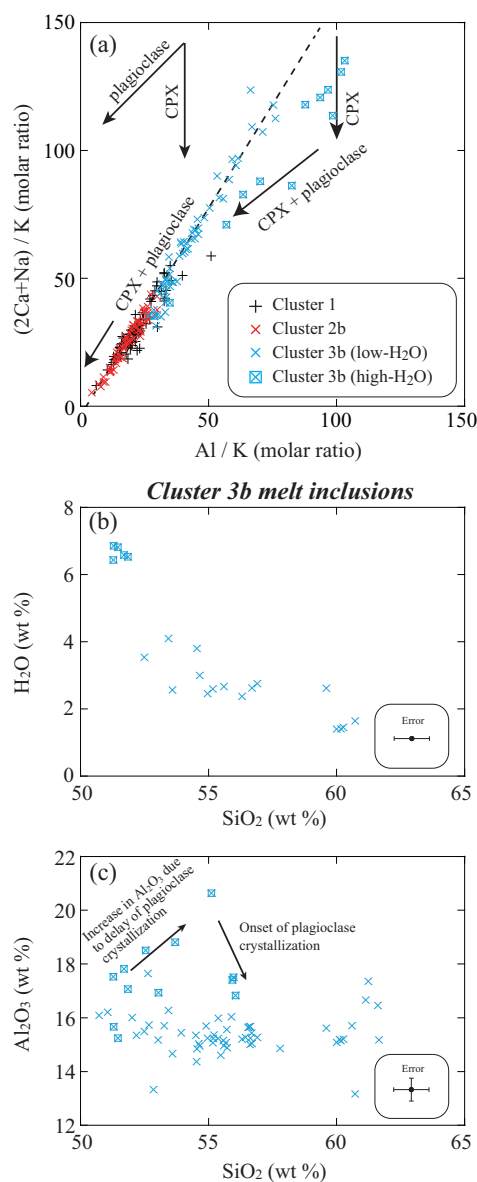 (a)
150
100
50
0
0
50
100
150
(2Ca+Na) / K (molar ratio)
Al / K (molar ratio)
plagioclase
CPX
CPX
CPX + plagioclase
CPX + plagioclase
Cluster 1
Cluster 2b
Cluster 3b (low-H₂O)
Cluster 3b (high-H₂O)
Cluster 3b melt inclusions
(b)
8
6
4
2
0
50
55
60
65
H₂O (wt %)
SiO₂ (wt %)
Error
(c)
22
20
18
16
14
12
50
55
60
65
Al₂O₃ (wt %)
SiO₂ (wt %)
Increase in Al₂O₃ due
to delay of plagioclase
crystallization
Onset of plagioclase
crystallization
Error